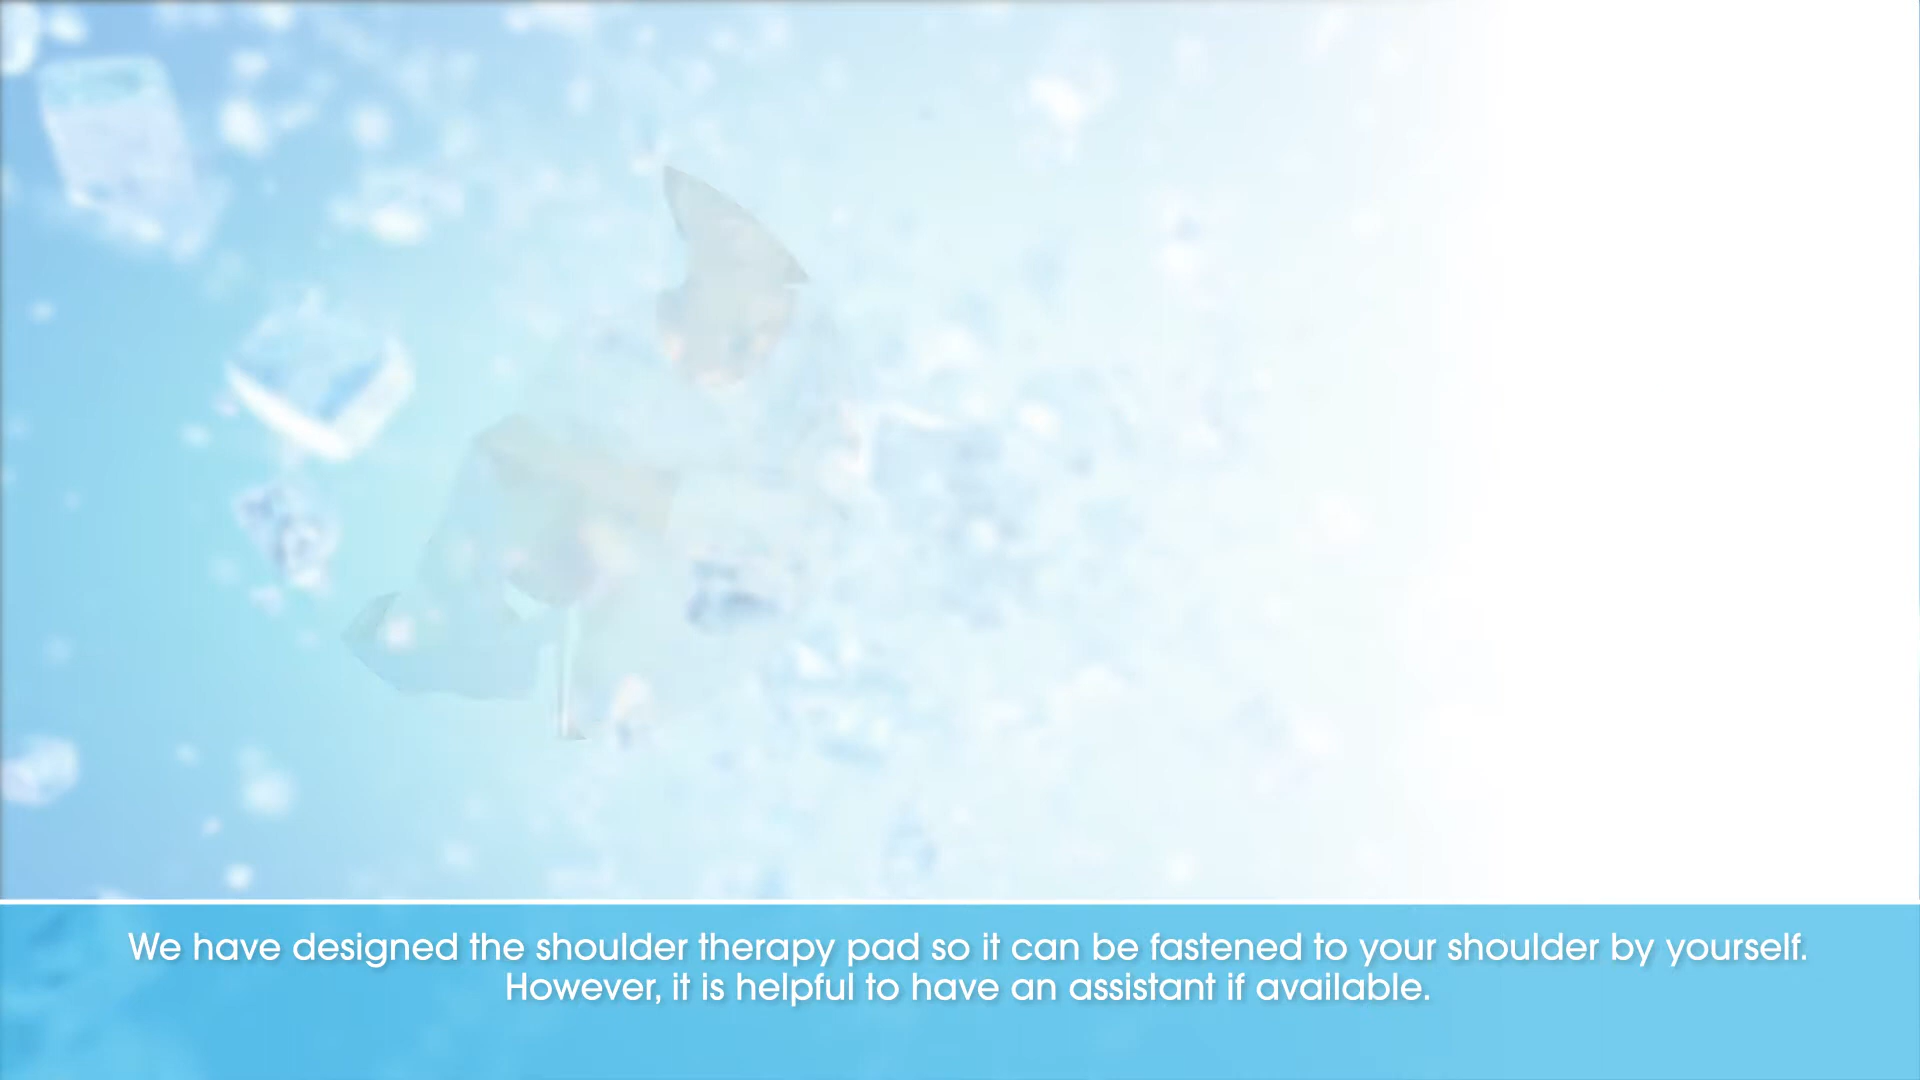 We have designed the shoulder therapy pad so it can be fastened to your shoulder by yourself.
However, it is helpful to have an assistant if available.